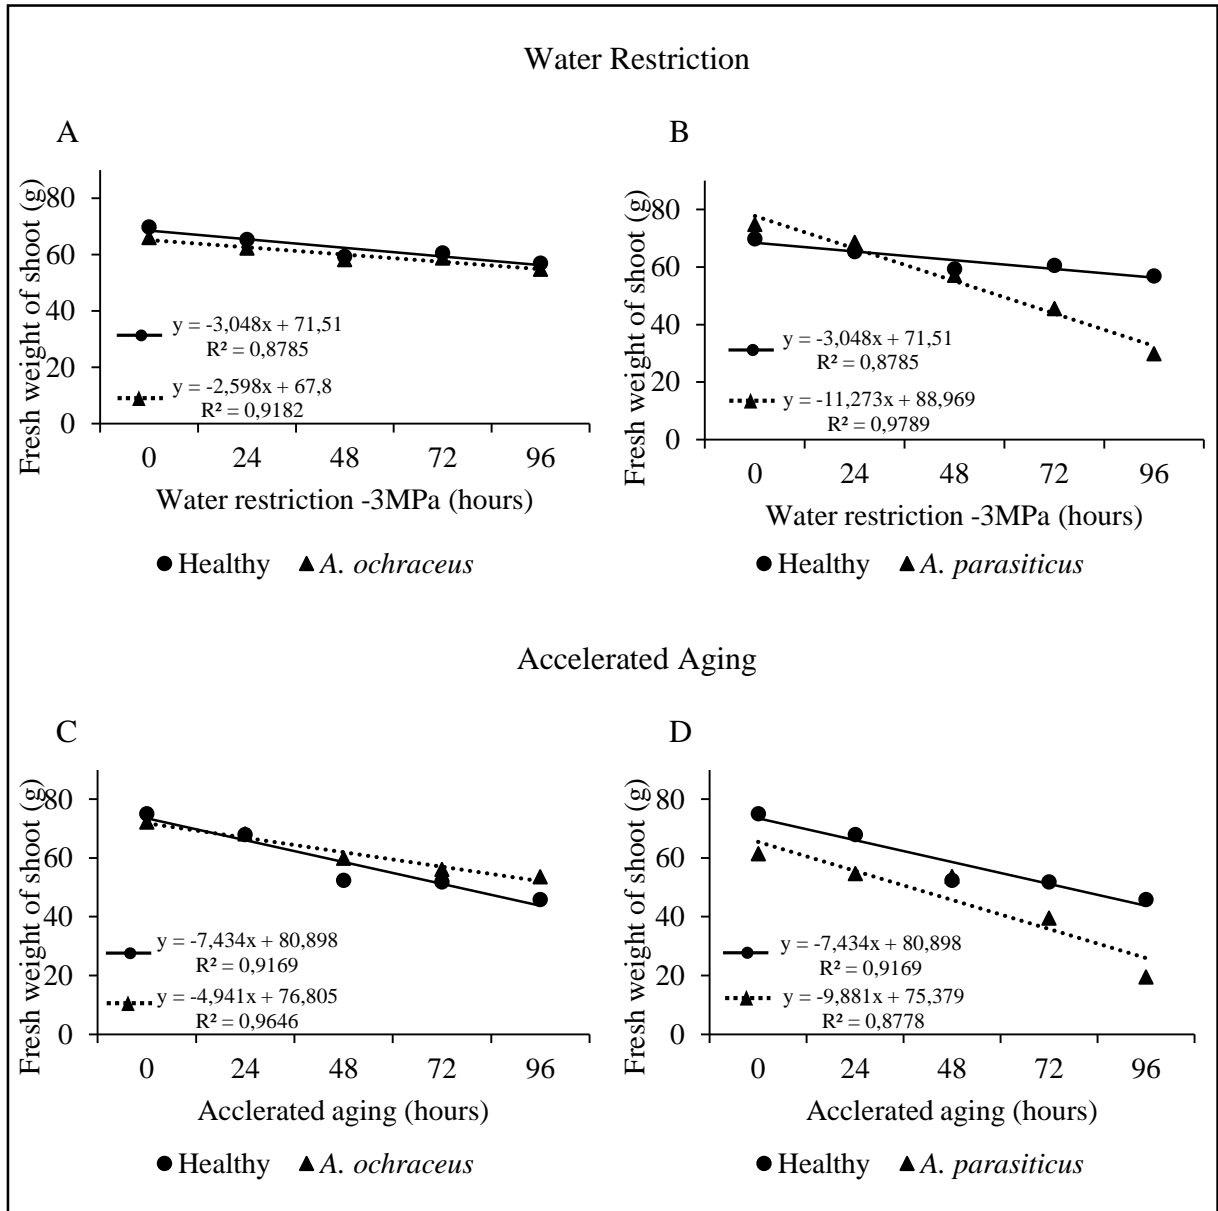 Water Restriction
A
Fresh weight of shoot (g)
80
60
40
20
0
y = -3,048x + 71,51
R² = 0,8785
y = -2,598x + 67,8
R² = 0,9182
0 24 48 72 96
Water restriction -3MPa (hours)
Healthy A. ochraceus
B
Fresh weight of shoot (g)
80
60
40
20
0
y = -3,048x + 71,51
R² = 0,8785
y = -11,273x + 88,969
R² = 0,9789
0 24 48 72 96
Water restriction -3MPa (hours)
Healthy A. parasiticus
Accelerated Aging
C
Fresh weight of shoot (g)
80
60
40
20
0
y = -7,434x + 80,898
R² = 0,9169
y = -4,941x + 76,805
R² = 0,9646
0 24 48 72 96
Acclerated aging (hours)
Healthy A. ochraceus
D
Fresh weight of shoot (g)
80
60
40
20
0
y = -7,434x + 80,898
R² = 0,9169
y = -9,881x + 75,379
R² = 0,8778
0 24 48 72 96
Acclerated aging (hours)
Healthy A. parasiticus